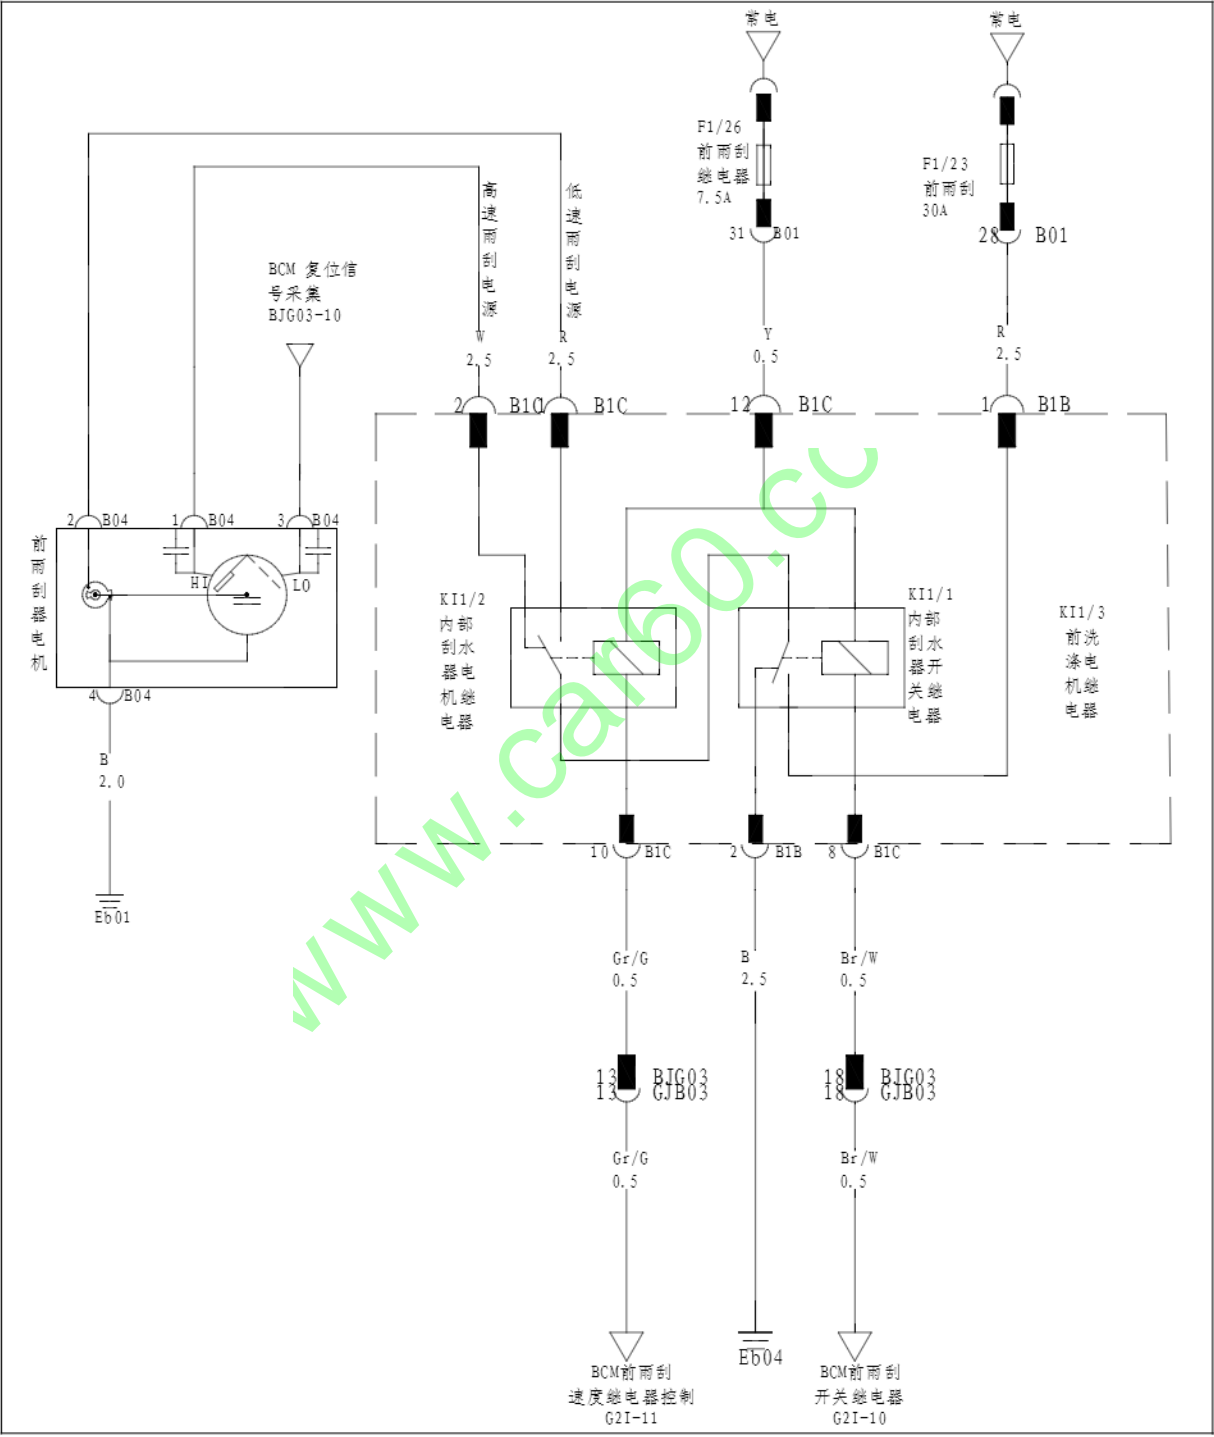 常电
常电
F1/26
前雨刮
继电器
7.5A
F1/23
前雨刮
30A
31 B01
28 B01
高速雨刮电源
低速雨刮电源
BCM 复位信
号采集
BJG03-10
W
2.5
R
2.5
Y
0.5
R
2.5
2 B1C
1 B1C
12 B1C
1 B1B
2 B04
1 B04
3 B04
前雨刮器电机
HI
LO
4 B04
B
2.0
Eb01
KI1/2
内部
刮水
器电
机继
电器
KI1/1
内部
刮水
器开
关继
电器
KI1/3
前洗
涤电
机继
电器
10 B1C
2 B1B
8 B1C
Gr/G
0.5
B
2.5
Br/W
0.5
13 BJG03
13 GJB03
18 BJG03
18 GJB03
Gr/G
0.5
Br/W
0.5
Eb04
BCM前雨刮
速度继电器控制
G2I-11
BCM前雨刮
开关继电器
G2I-10
www.car60.co